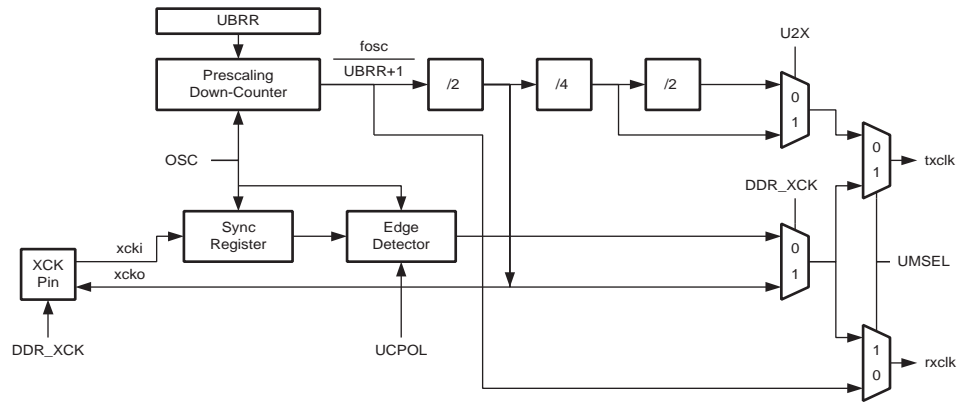 UBRR
U2X
fosc
UBRR+1
Prescaling
Down-Counter
/2
/4
/2
0
1
OSC
0
1
txclk
DDR_XCK
Sync
Register
Edge
Detector
xcki
0
1
XCK
Pin
xcko
UMSEL
DDR_XCK
UCPOL
1
0
rxclk